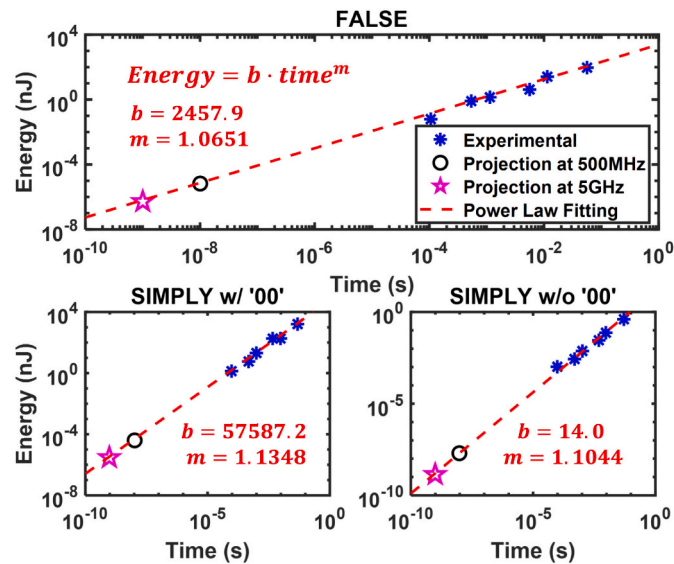 FALSE
Energy (nJ)
10^4
10^0
10^-4
10^-8
Energy = b · time^m
b = 2457.9
m = 1.0651
Experimental
Projection at 500MHz
Projection at 5GHz
Power Law Fitting
10^-10
10^-8
10^-6
10^-4
10^-2
10^0
Time (s)
SIMPLY w/ '00'
Energy (nJ)
10^4
10^0
10^-4
10^-8
b = 57587.2
m = 1.1348
10^-10
10^-5
10^0
Time (s)
SIMPLY w/o '00'
Energy (nJ)
10^0
10^-5
10^-10
b = 14.0
m = 1.1044
10^-10
10^-5
10^0
Time (s)